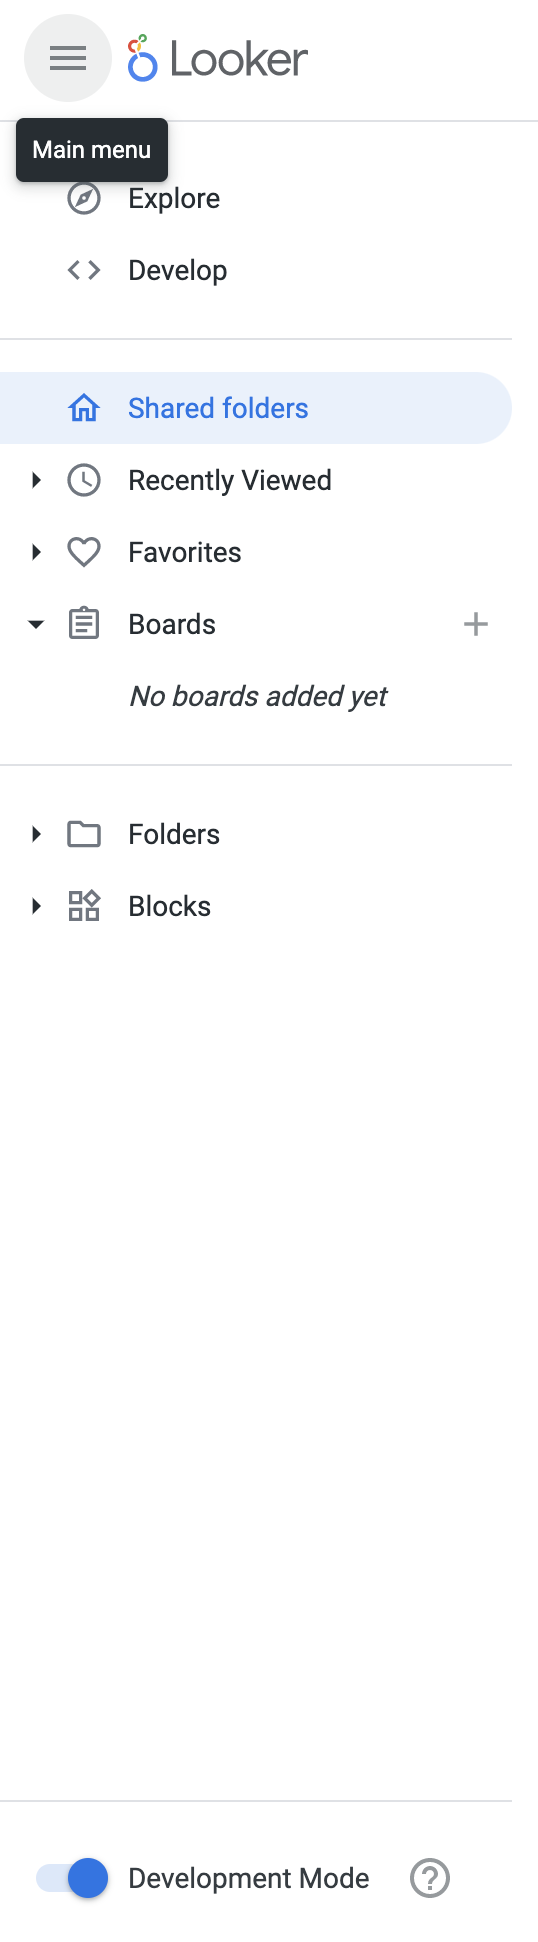 Looker
Main menu
Explore
Develop
Shared folders
Recently Viewed
Favorites
Boards
No boards added yet
Folders
Blocks
Development Mode